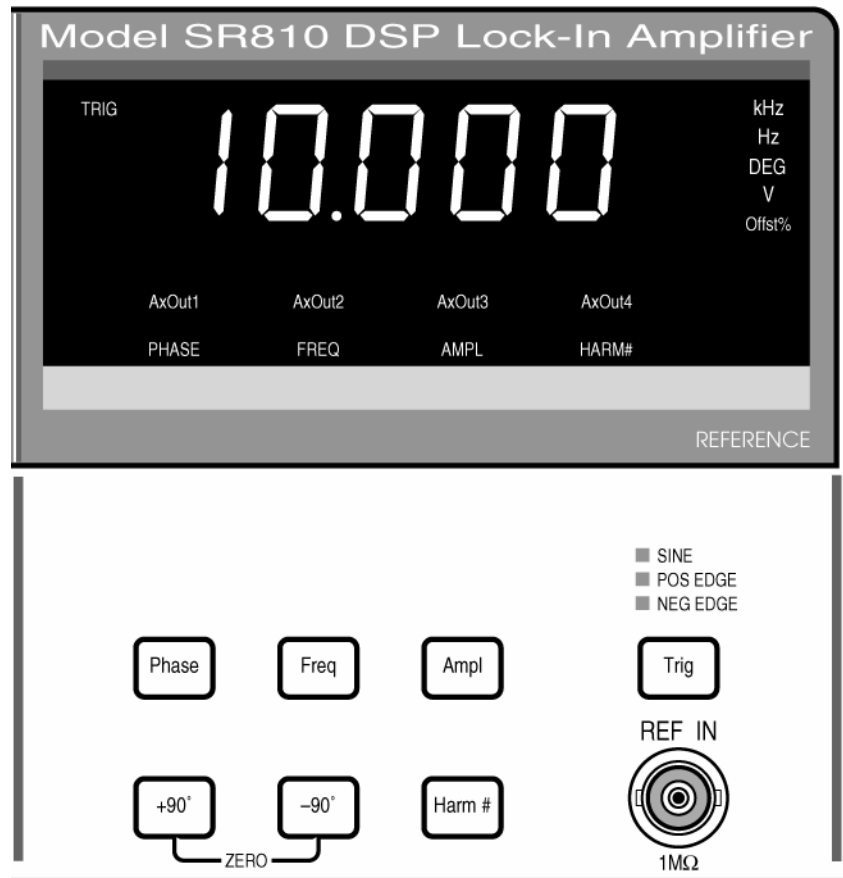 Model SR810 DSP Lock-In Amplifier
TRIG
10.000
kHz
Hz
DEG
V
Offst%
AxOut1 AxOut2 AxOut3 AxOut4
PHASE FREQ AMPL HARM#
REFERENCE
SINE
POS EDGE
NEG EDGE
Phase Freq Ampl Trig
REF IN
+90° –90° Harm #
ZERO
1MΩ